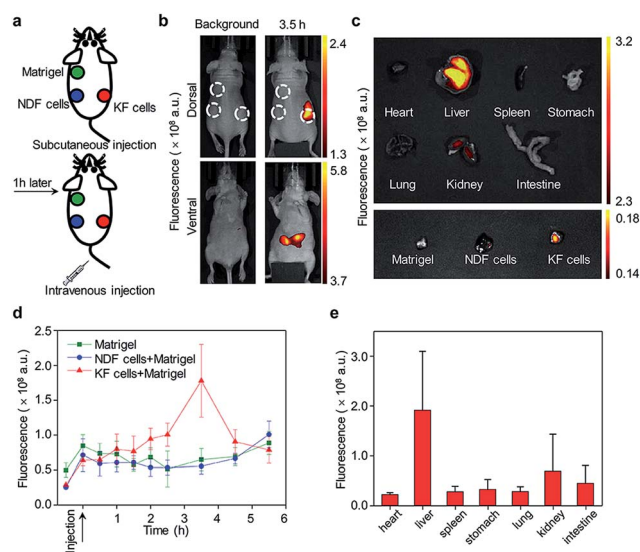 a
Matrigel
NDF cells
KF cells
Subcutaneous injection
1h later
Intravenous injection
b
Background
3.5 h
Dorsal
Ventral
Fluorescence ( × 10⁸ a.u.)
2.4
1.3
5.8
3.7
c
Heart
Liver
Spleen
Stomach
Lung
Kidney
Intestine
Matrigel
NDF cells
KF cells
Fluorescence ( × 10⁸ a.u.)
3.2
2.3
0.18
0.14
d
Fluorescence ( × 10⁸ a.u.)
2.5
2.0
1.5
1.0
0.5
0.0
Matrigel
NDF cells+Matrigel
KF cells+Matrigel
Injection
1
2
3
4
5
6
Time (h)
e
Fluorescence ( × 10⁸ a.u.)
3.0
2.0
1.0
0.0
heart
liver
spleen
stomach
lung
kidney
intestine